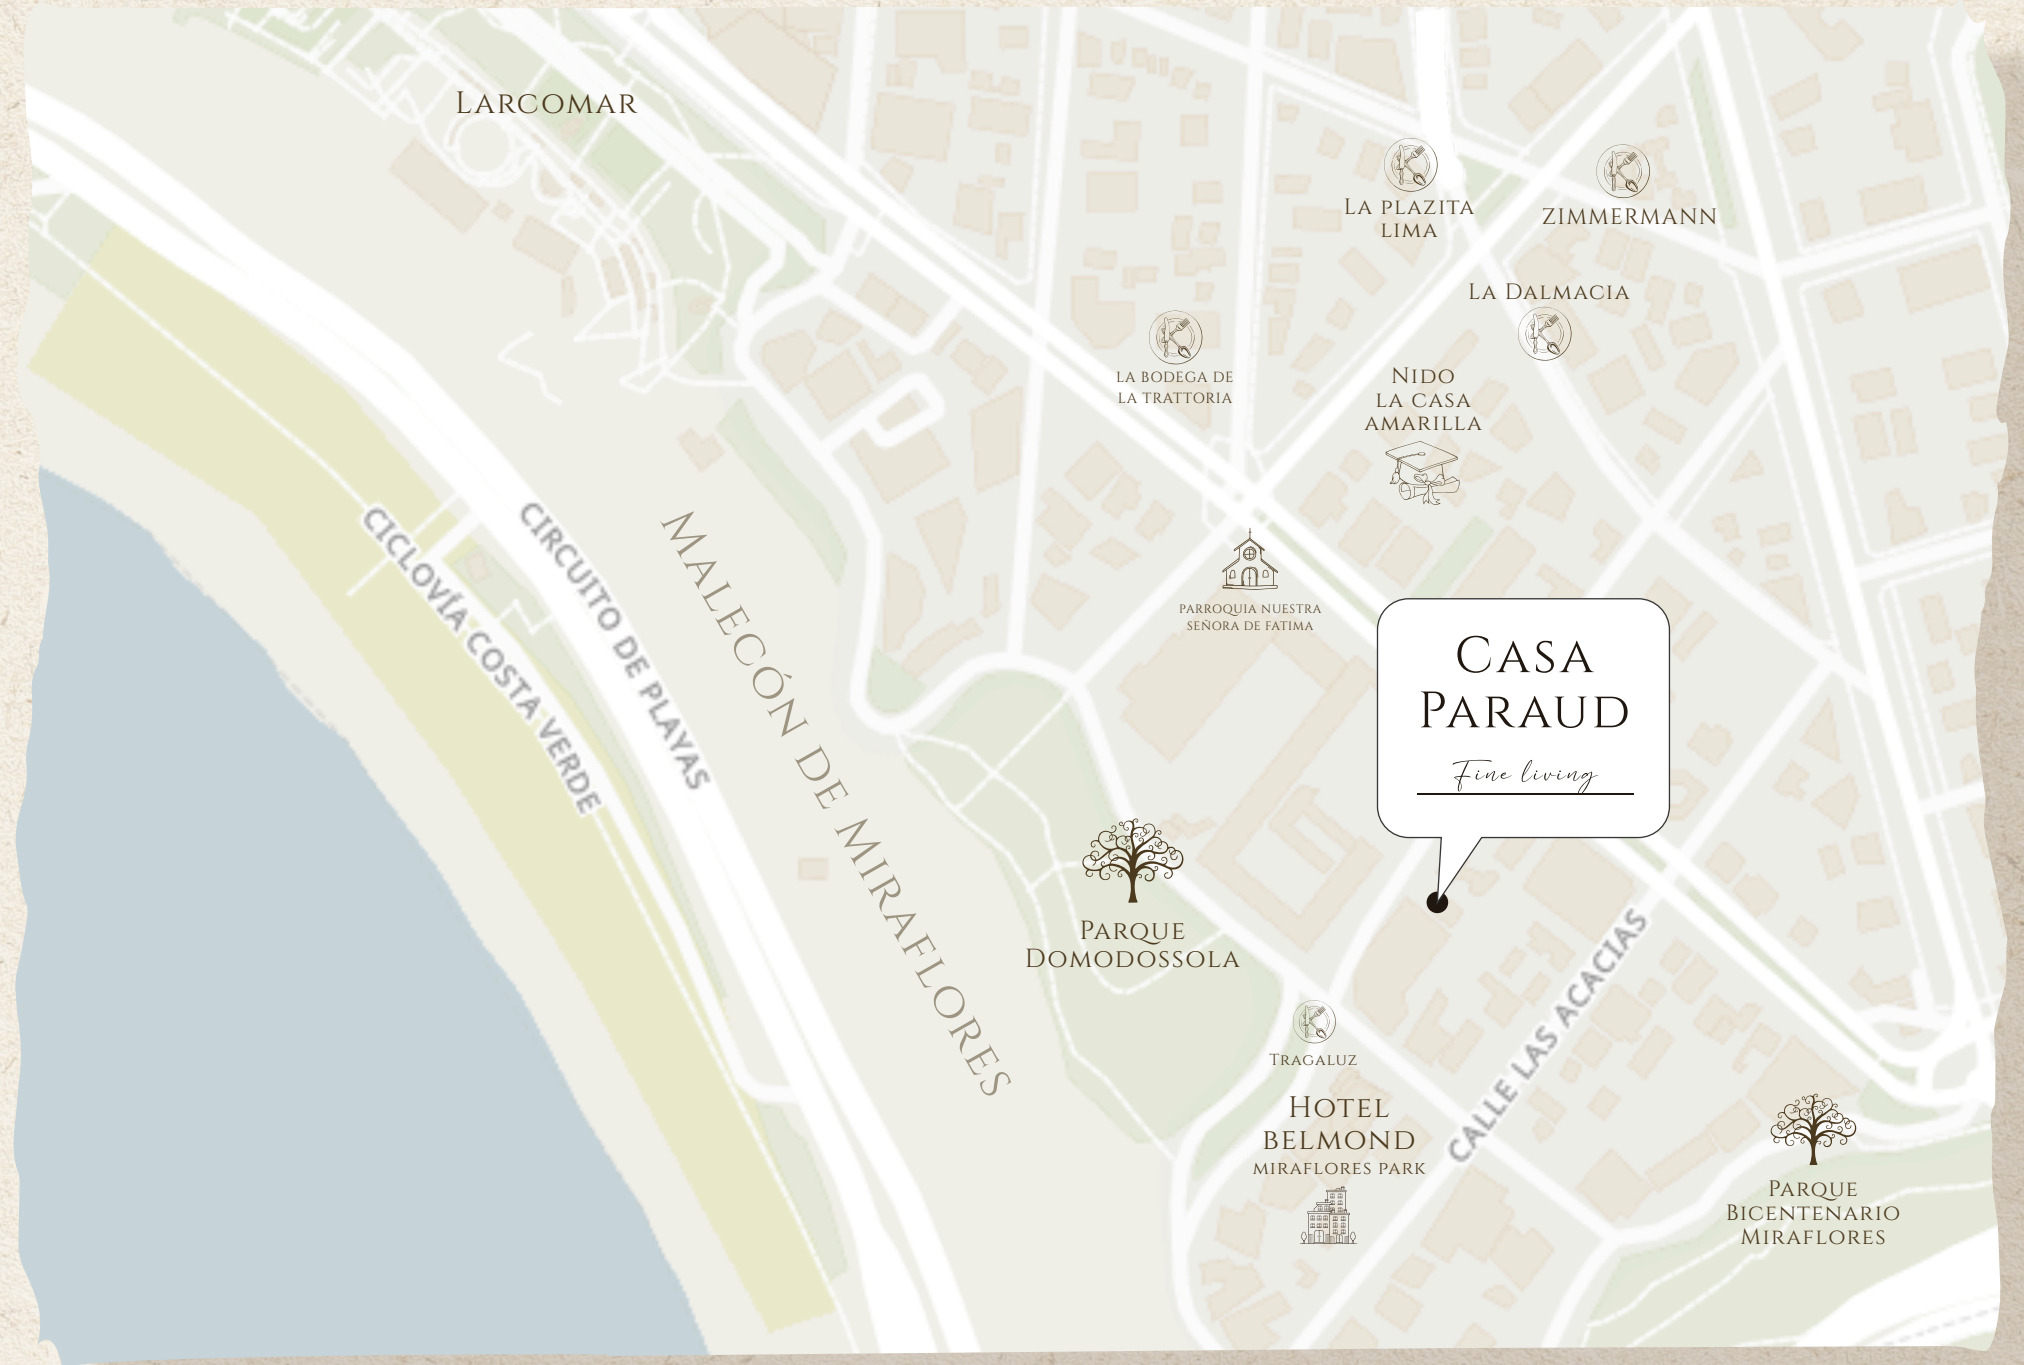 LARCOMAR
LA PLAZITA
LIMA
ZIMMERMANN
LA DALMACIA
LA BODEGA DE
LA TRATTORIA
NIDO
LA CASA
AMARILLA
CICLOVÍA COSTA VERDE
CIRCUITO DE PLAYAS
MALECÓN DE MIRAFLORES
PARROQUIA NUESTRA
SEÑORA DE FATIMA
CASA
PARAUD
Fine living
PARQUE
DOMODOSSOLA
CALLE LAS ACACIAS
TRAGALUZ
HOTEL
BELMOND
MIRAFLORES PARK
PARQUE
BICENTENARIO
MIRAFLORES